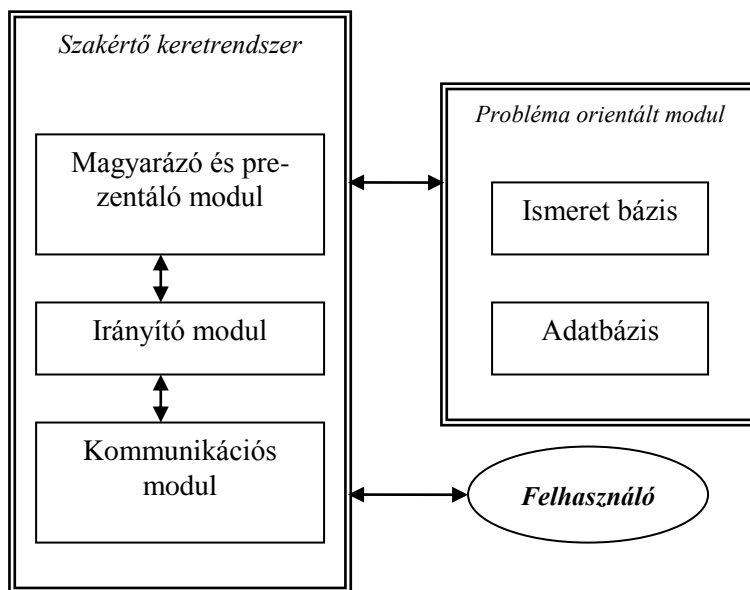 Szakértő keretrendszer
Magyarázó és pre-
zentáló modul
Irányító modul
Kommunikációs
modul
Probléma orientált modul
Ismeret bázis
Adatbázis
Felhasználó